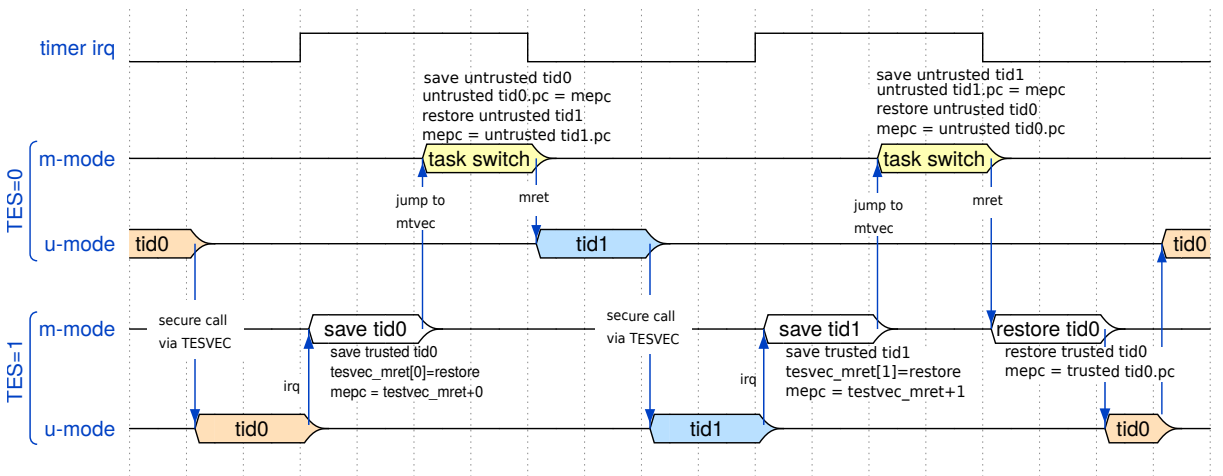 timer irq
save untrusted tid0
untrusted tid0.pc = mepc
restore untrusted tid1
mepc = untrusted tid1.pc
save untrusted tid1
untrusted tid1.pc = mepc
restore untrusted tid0
mepc = untrusted tid0.pc
TES=0
m-mode
task switch
task switch
jump to
mtvec
mret
jump to
mtvec
mret
u-mode
tid0
tid1
tid0
secure call
via TESVEC
secure call
via TESVEC
TES=1
m-mode
save tid0
save tid1
restore tid0
save trusted tid0
tesvec_mret[0]=restore
mepc = testvec_mret+0
save trusted tid1
tesvec_mret[1]=restore
mepc = testvec_mret+1
restore trusted tid0
mepc = trusted tid0.pc
irq
irq
u-mode
tid0
tid1
tid0